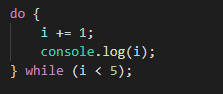 do {
    i += 1;
    console.log(i);
} while (i < 5);